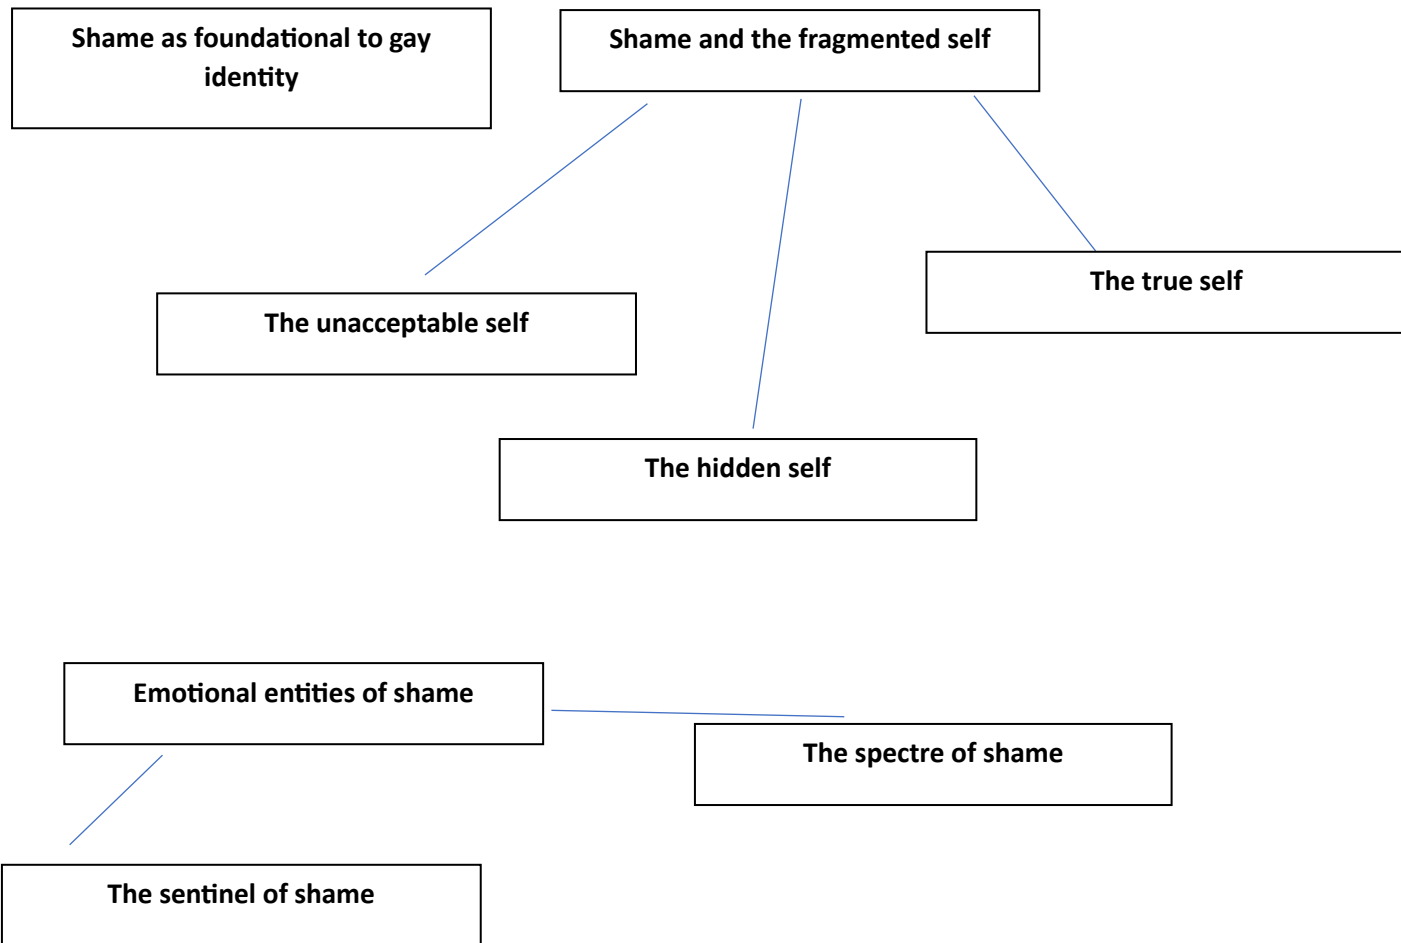 Shame as foundational to gay
identity
Shame and the fragmented self
The true self
The unacceptable self
The hidden self
Emotional entities of shame
The spectre of shame
The sentinel of shame